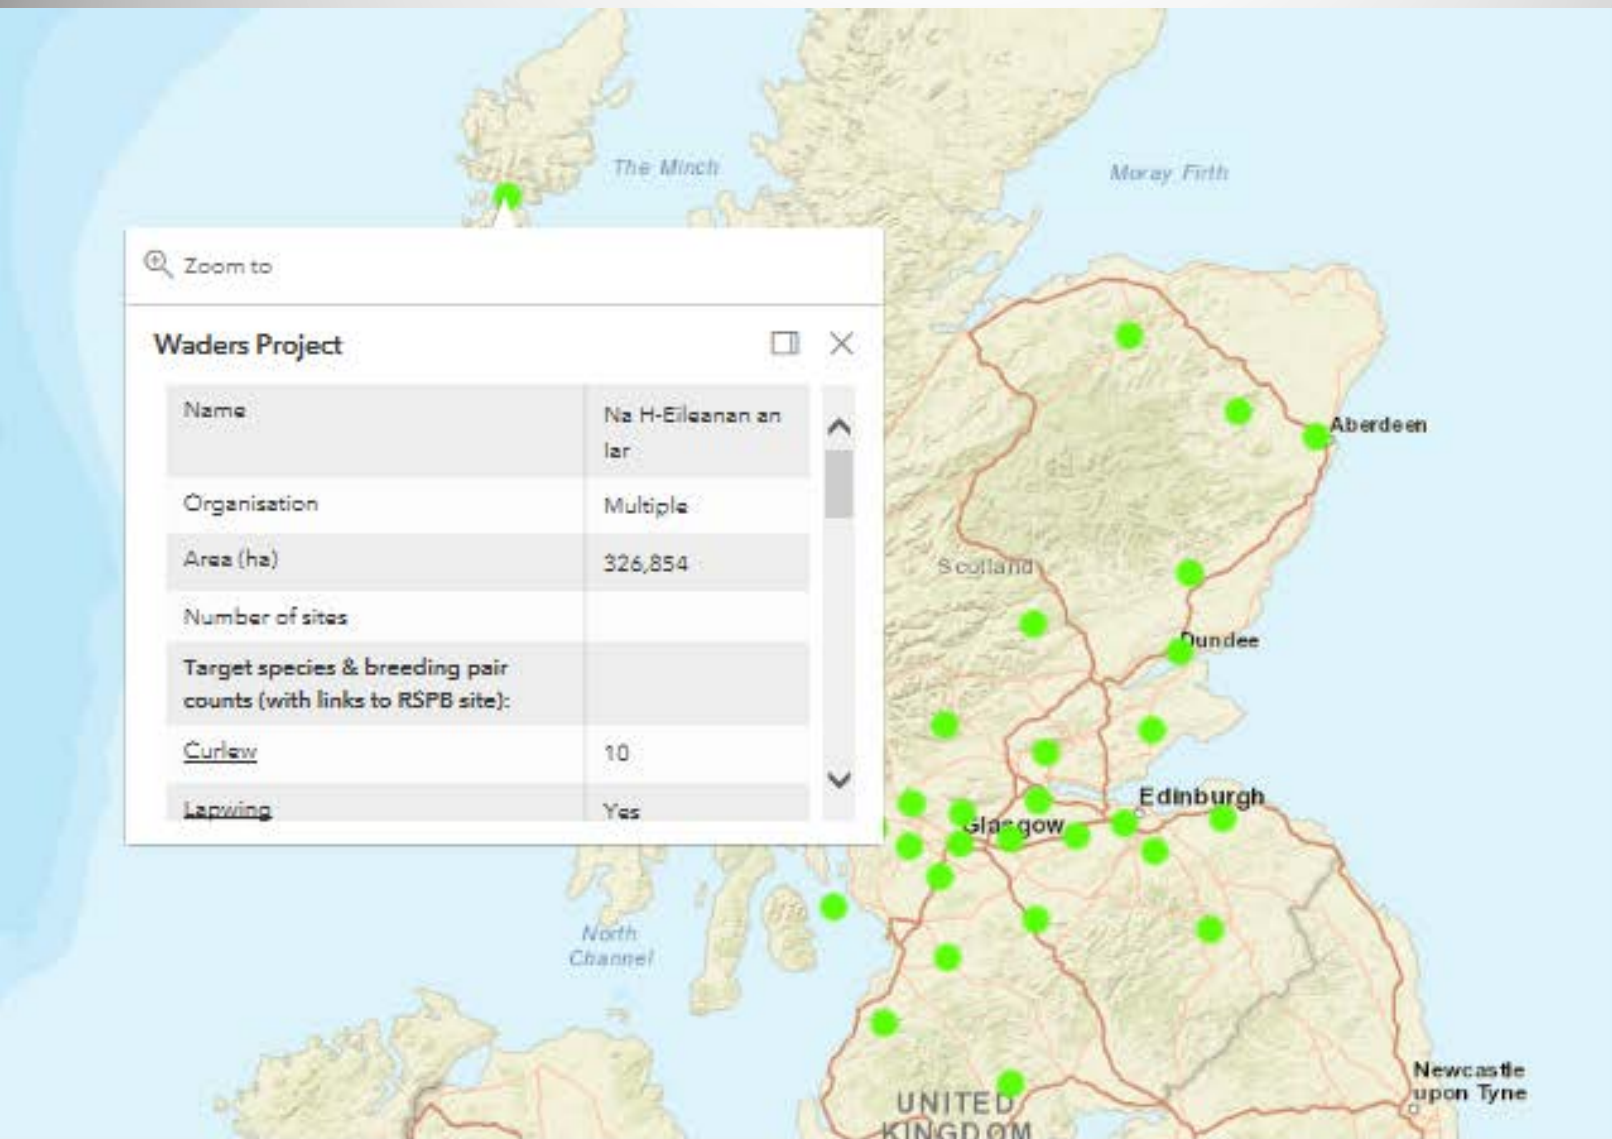 The Minch
Moray Firth
Zoom to
Waders Project
Name
Na H-Eileanan an
Iar
Organisation
Multiple
Area (ha)
326,854
Number of sites
Target species & breeding pair
counts (with links to RSPB site):
Curlew
10
Lapwing
Yes
Aberdeen
Scotland
Dundee
Edinburgh
Glasgow
North
Channel
Newcastle
upon Tyne
UNITED
KINGDOM